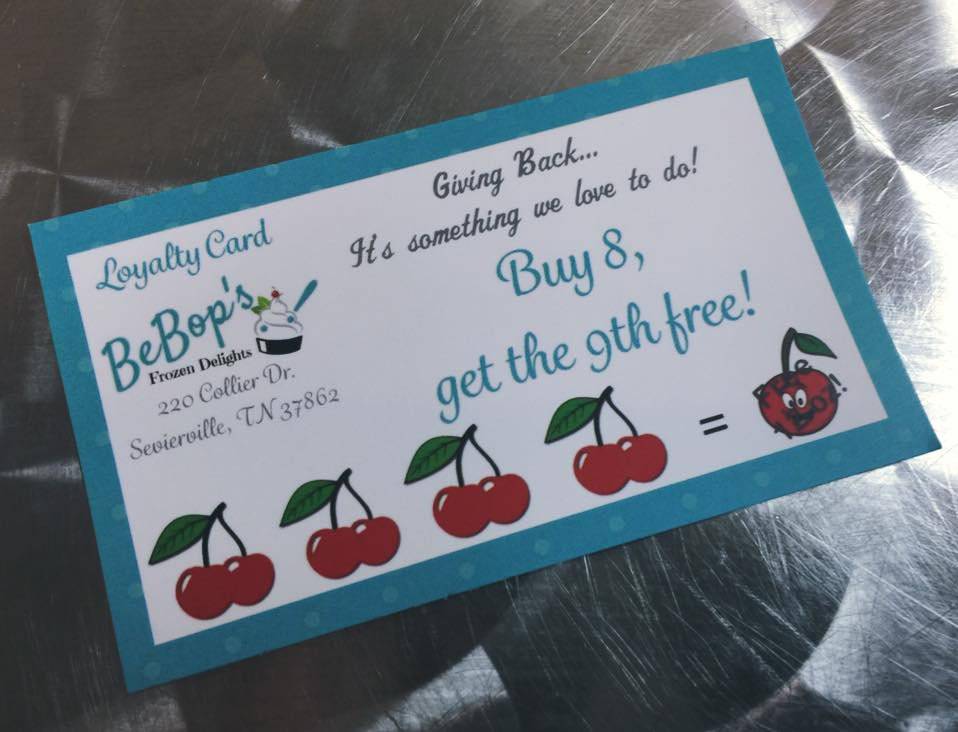 Loyalty Card
BeBop's
Frozen Delights
220 Collier Dr.
Sevierville, TN 37862
Giving Back...
It's something we love to do!
Buy 8,
get the 9th free!
=